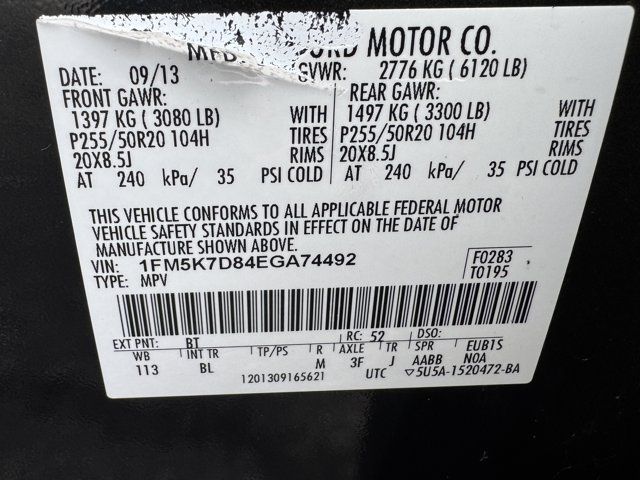 MFD. FORD MOTOR CO.
DATE: 09/13 GVWR: 2776 KG ( 6120 LB)
FRONT GAWR: REAR GAWR:
1397 KG ( 3080 LB) WITH 1497 KG ( 3300 LB) WITH
P255/50R20 104H TIRES P255/50R20 104H TIRES
20X8.5J RIMS 20X8.5J RIMS
AT 240 kPa/ 35 PSI COLD AT 240 kPa/ 35 PSI COLD
THIS VEHICLE CONFORMS TO ALL APPLICABLE FEDERAL MOTOR
VEHICLE SAFETY STANDARDS IN EFFECT ON THE DATE OF
MANUFACTURE SHOWN ABOVE.
VIN: 1FM5K7D84EGA74492 F0283
TYPE: MPV T0195
EXT PNT: BT RC: 52 DSO:
WB INT TR TP/PS R AXLE TR SPR EUB1S
113 BL M 3F J AABB N0A
1201309165621 UTC ▽5U5A-1520472-BA